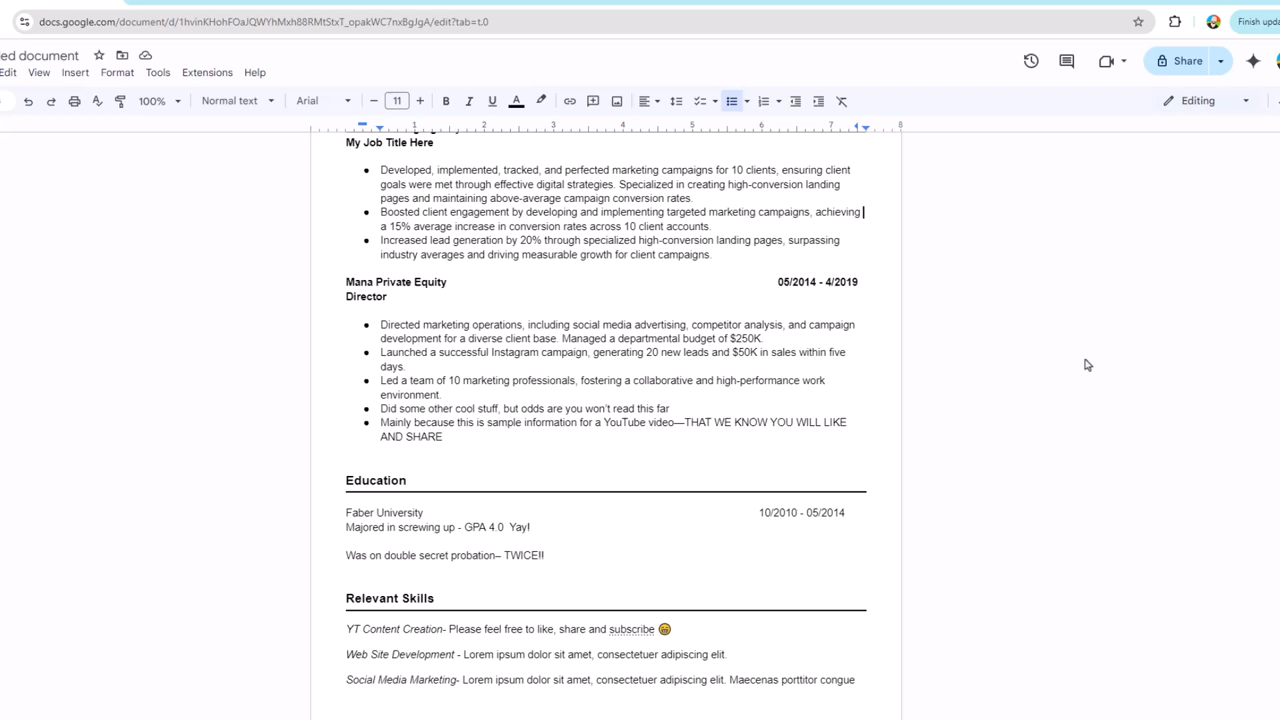 docs.google.com/document/d/1hvinKHohFOaJQWYhMxh88RMtStxT_opakWC7nxBgJgA/edit?tab=t.0
Finish upda
ed document
Edit View Insert Format Tools Extensions Help
Share
100% Normal text Arial 11 Editing
1 2 3 4 5 6 7 8
My Job Title Here
● Developed, implemented, tracked, and perfected marketing campaigns for 10 clients, ensuring client
goals were met through effective digital strategies. Specialized in creating high-conversion landing
pages and maintaining above-average campaign conversion rates.
● Boosted client engagement by developing and implementing targeted marketing campaigns, achieving
a 15% average increase in conversion rates across 10 client accounts.
● Increased lead generation by 20% through specialized high-conversion landing pages, surpassing
industry averages and driving measurable growth for client campaigns.
Mana Private Equity 05/2014 - 4/2019
Director
● Directed marketing operations, including social media advertising, competitor analysis, and campaign
development for a diverse client base. Managed a departmental budget of $250K.
● Launched a successful Instagram campaign, generating 20 new leads and $50K in sales within five
days.
● Led a team of 10 marketing professionals, fostering a collaborative and high-performance work
environment.
● Did some other cool stuff, but odds are you won't read this far
● Mainly because this is sample information for a YouTube video—THAT WE KNOW YOU WILL LIKE
AND SHARE
Education
Faber University 10/2010 - 05/2014
Majored in screwing up - GPA 4.0 Yay!
Was on double secret probation– TWICE!!
Relevant Skills
YT Content Creation- Please feel free to like, share and subscribe 😁
Web Site Development - Lorem ipsum dolor sit amet, consectetuer adipiscing elit.
Social Media Marketing- Lorem ipsum dolor sit amet, consectetuer adipiscing elit. Maecenas porttitor congue